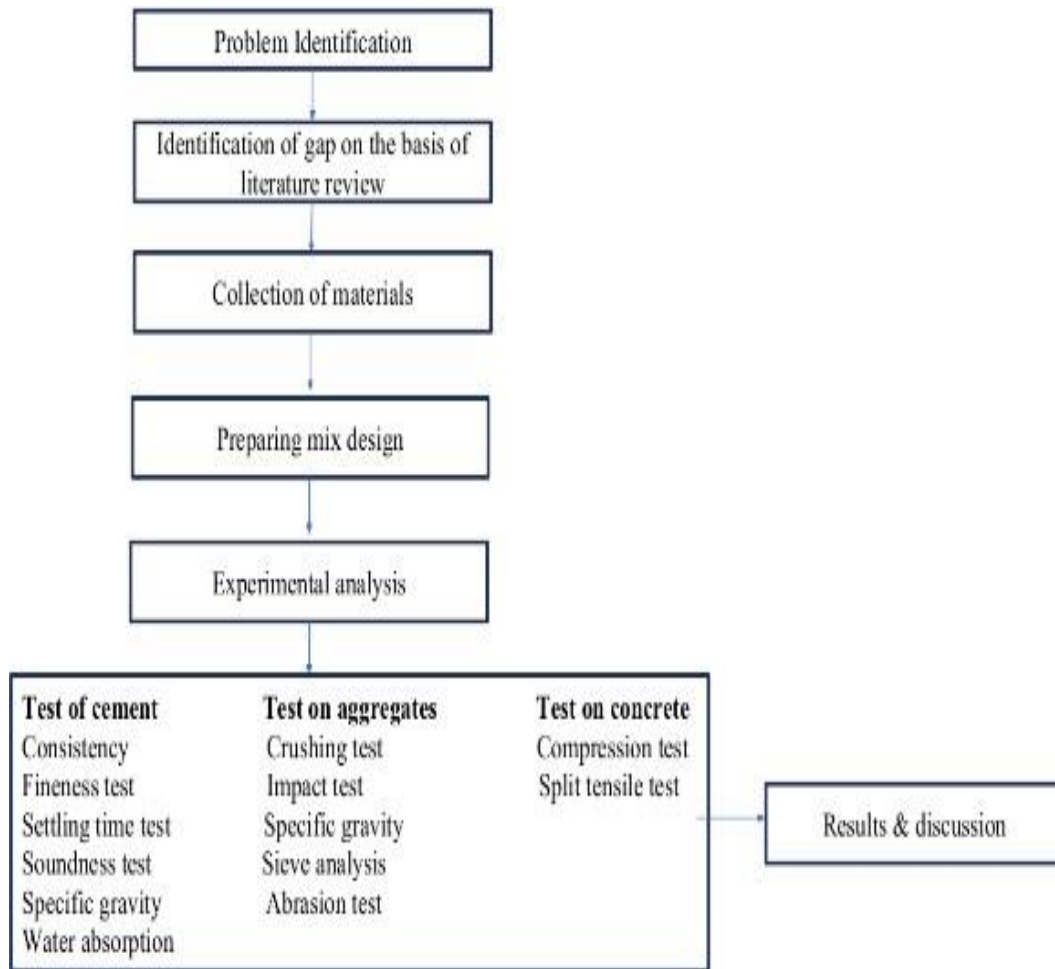 Problem Identification
Identification of gap on the basis of
literature review
Collection of materials
Preparing mix design
Experimental analysis
Test of cement
Consistency
Fineness test
Settling time test
Soundness test
Specific gravity
Water absorption
Test on aggregates
Crushing test
Impact test
Specific gravity
Sieve analysis
Abrasion test
Test on concrete
Compression test
Split tensile test
Results & discussion